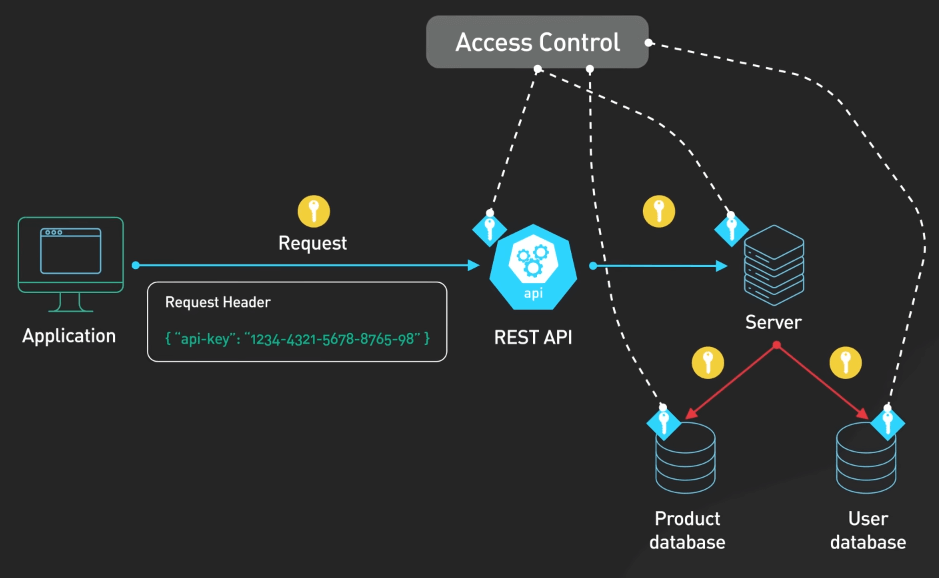 Access Control
Request
Request Header
{ "api-key": "1234-4321-5678-8765-98" }
Application
api
REST API
Server
Product
database
User
database